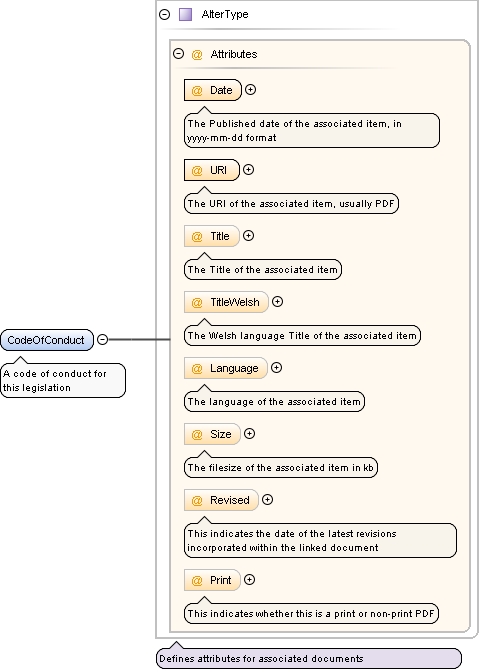 AlterType
@ Attributes
@ Date
The Published date of the associated item, in
yyyy-mm-dd format
@ URI
The URI of the associated item, usually PDF
@ Title
The Title of the associated item
@ TitleWelsh
The Welsh language Title of the associated item
CodeOfConduct
A code of conduct for
this legislation
@ Language
The language of the associated item
@ Size
The filesize of the associated item in kb
@ Revised
This indicates the date of the latest revisions
incorporated within the linked document
@ Print
This indicates whether this is a print or non-print PDF
Defines attributes for associated documents